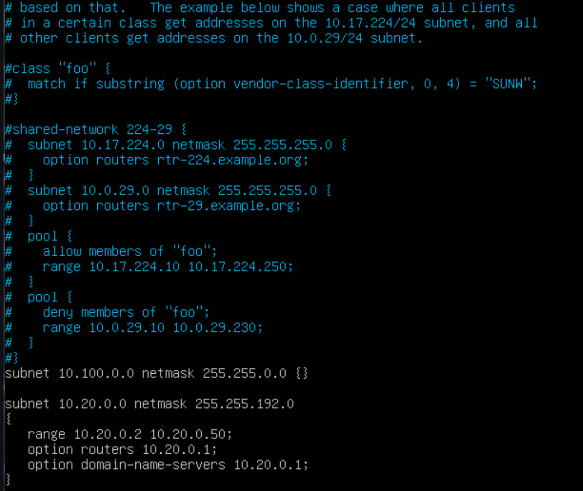 # based on that.   The example below shows a case where all clients
# in a certain class get addresses on the 10.17.224/24 subnet, and all
# other clients get addresses on the 10.0.29/24 subnet.

#class "foo" {
#  match if substring (option vendor-class-identifier, 0, 4) = "SUNW";
#}

#shared-network 224-29 {
#  subnet 10.17.224.0 netmask 255.255.255.0 {
#    option routers rtr-224.example.org;
#  }
#  subnet 10.0.29.0 netmask 255.255.255.0 {
#    option routers rtr-29.example.org;
#  }
#  pool {
#    allow members of "foo";
#    range 10.17.224.10 10.17.224.250;
#  }
#  pool {
#    deny members of "foo";
#    range 10.0.29.10 10.0.29.230;
#  }
#}
subnet 10.100.0.0 netmask 255.255.0.0 {}

subnet 10.20.0.0 netmask 255.255.192.0
{
   range 10.20.0.2 10.20.0.50;
   option routers 10.20.0.1;
   option domain-name-servers 10.20.0.1;
}